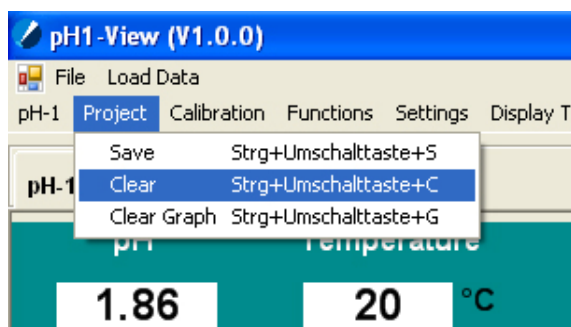 pH1-View (V1.0.0)
File Load Data
pH-1 Project Calibration Functions Settings Display T
Save Strg+Umschalttaste+S
pH-1
Clear Strg+Umschalttaste+C
Clear Graph Strg+Umschalttaste+G
pH Temperature
1.86 20 °C